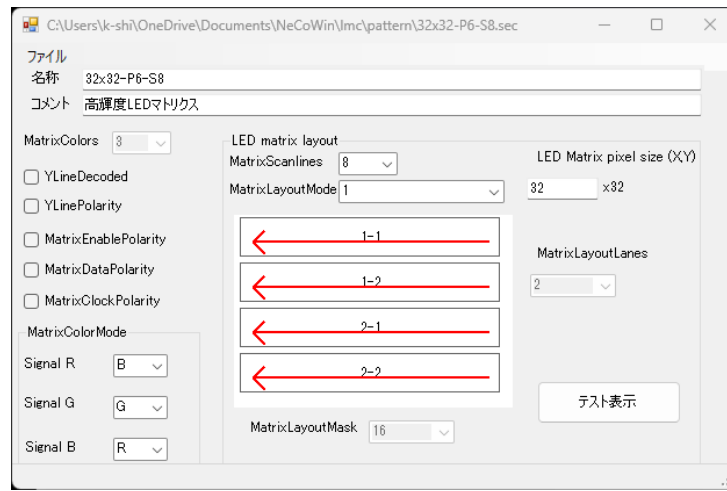 C:\Users\k-shi\OneDrive\Documents\NeCoWin\lmc\pattern\32x32-P6-S8.sec
ファイル
名称 32x32-P6-S8
コメント 高輝度LEDマトリクス
MatrixColors 3
YLineDecoded
YLinePolarity
MatrixEnablePolarity
MatrixDataPolarity
MatrixClockPolarity
MatrixColorMode
Signal R B
Signal G G
Signal B R
LED matrix layout
MatrixScanlines 8
MatrixLayoutMode 1
1-1
1-2
2-1
2-2
MatrixLayoutMask 16
LED Matrix pixel size (X,Y)
32 x32
MatrixLayoutLanes
2
テスト表示